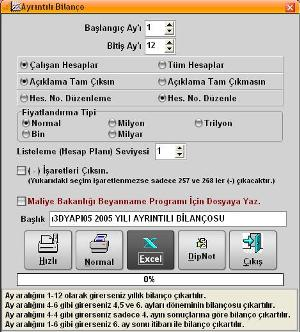 Ayrıntılı Bilanço
Başlangıç Ay'ı 1
Bitiş Ay'ı 12
Çalışan Hesaplar Tüm Hesaplar
Açıklama Tam Çıksın Açıklama Tam Çıkmasın
Hes. No. Düzenleme Hes. No. Düzenle
Fiyatlandırma Tipi
Normal Milyon Trilyon
Bin Milyar
Listeleme (Hesap Planı) Seviyesi 1
( - ) İşaretleri Çıksın.
(Yukarıdaki seçim işaretlenmezse sadece 257 ve 268 ler (-) çıkacaktır.)
Maliye Bakanlığı Beyanname Programı İçin Dosyaya Yaz.
Başlık 3DYAPI05 2005 YILI AYRINTILI BİLANÇOSU
Hızlı Normal Excel DipNot Çıkış
0%
Ay aralığını 1-12 olarak girerseniz yıllık bilanço çıkartılır.
Ay aralığını 4-6 gibi girerseniz 4,5 ve 6. ayları döneminin bilançosu çıkartılır.
Ay aralığını 4-4 gibi girerseniz sadece 4. ayın sonuçlarına göre bilanço çıkartılır.
Ay aralığını 1-6 gibi girerseniz 6. ay sonu itibarı ile bilanço çıkartılır.